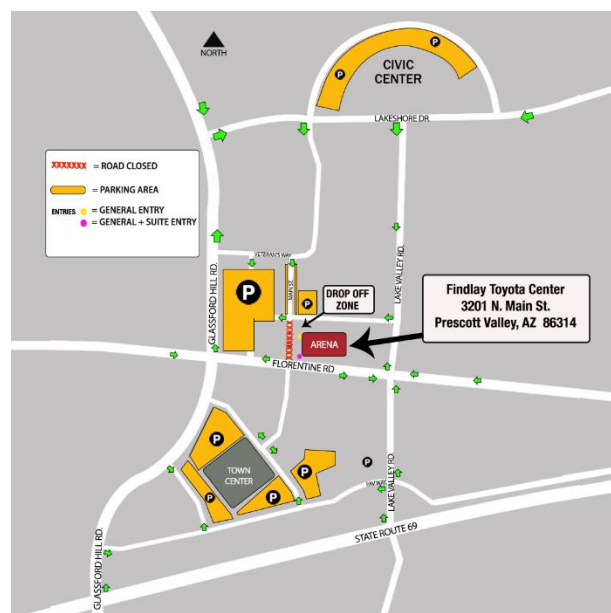 NORTH
CIVIC
CENTER
P
P
LAKESHORE DR.
XXXXXXX = ROAD CLOSED
= PARKING AREA
ENTRIES = GENERAL ENTRY
= GENERAL + SUITE ENTRY
VETERAN'S WAY
GLASSFORD HILL RD.
LAKE VALLEY RD.
P
MAIN ST.
P
DROP OFF
ZONE
Findlay Toyota Center
3201 N. Main St.
Prescott Valley, AZ 86314
XXXXXXX
ARENA
FLORENTINE RD
P
TOWN
CENTER
P
P
P
P
LAKE VALLEY RD.
STATE ROUTE 69
GLASSFORD HILL RD.